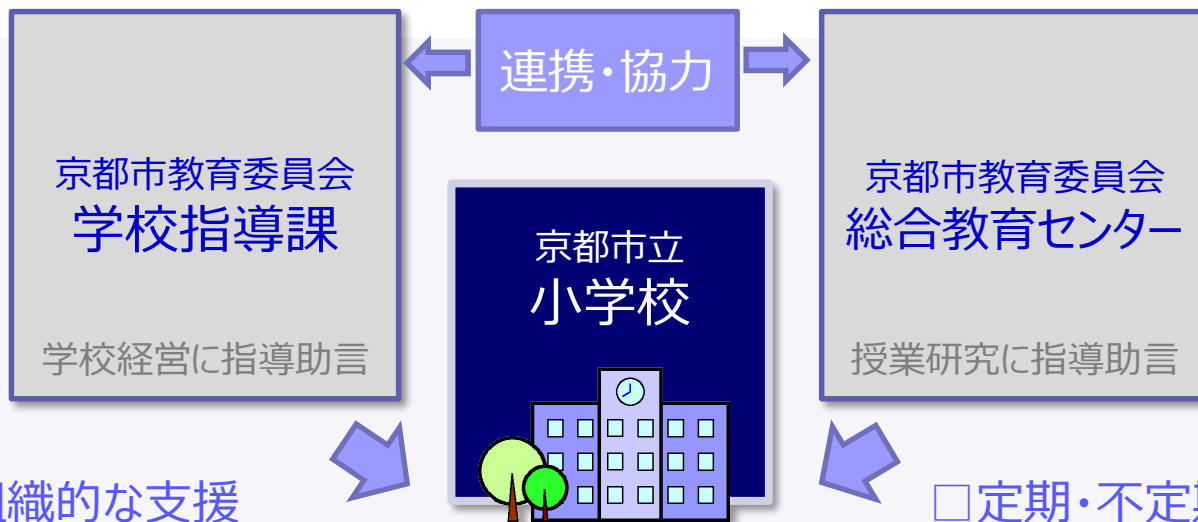 連携・協力
京都市教育委員会
学校指導課
学校経営に指導助言
京都市立
小学校
京都市教育委員会
総合教育センター
授業研究に指導助言
織的な支援
□定期・不定